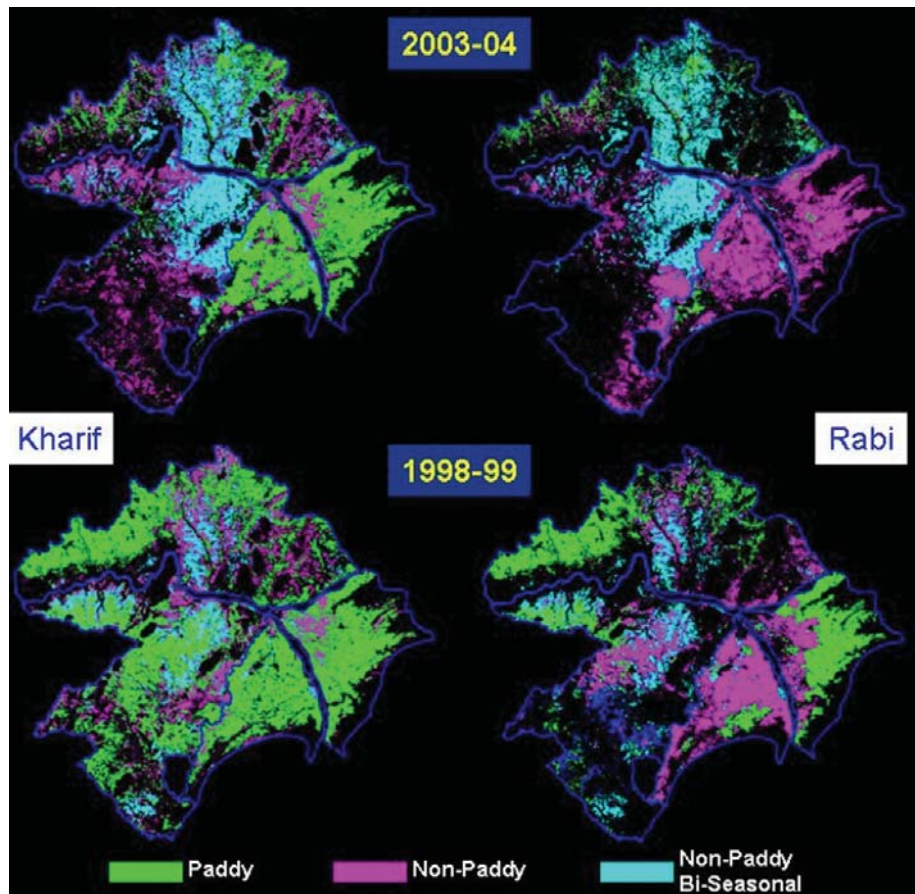 2003-04
Kharif
Rabi
1998-99
Paddy
Non-Paddy
Non-Paddy
Bi-Seasonal